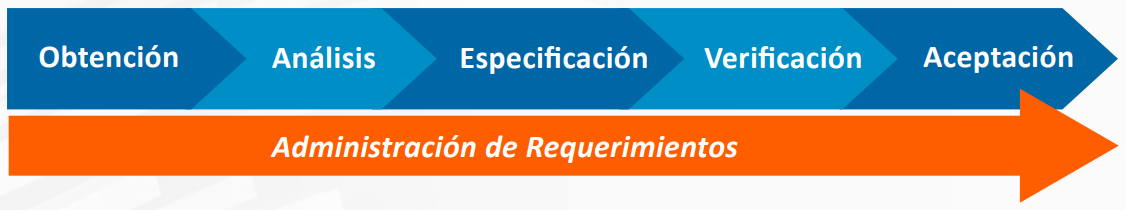 Obtención
Análisis
Especificación
Verificación
Aceptación
Administración de Requerimientos